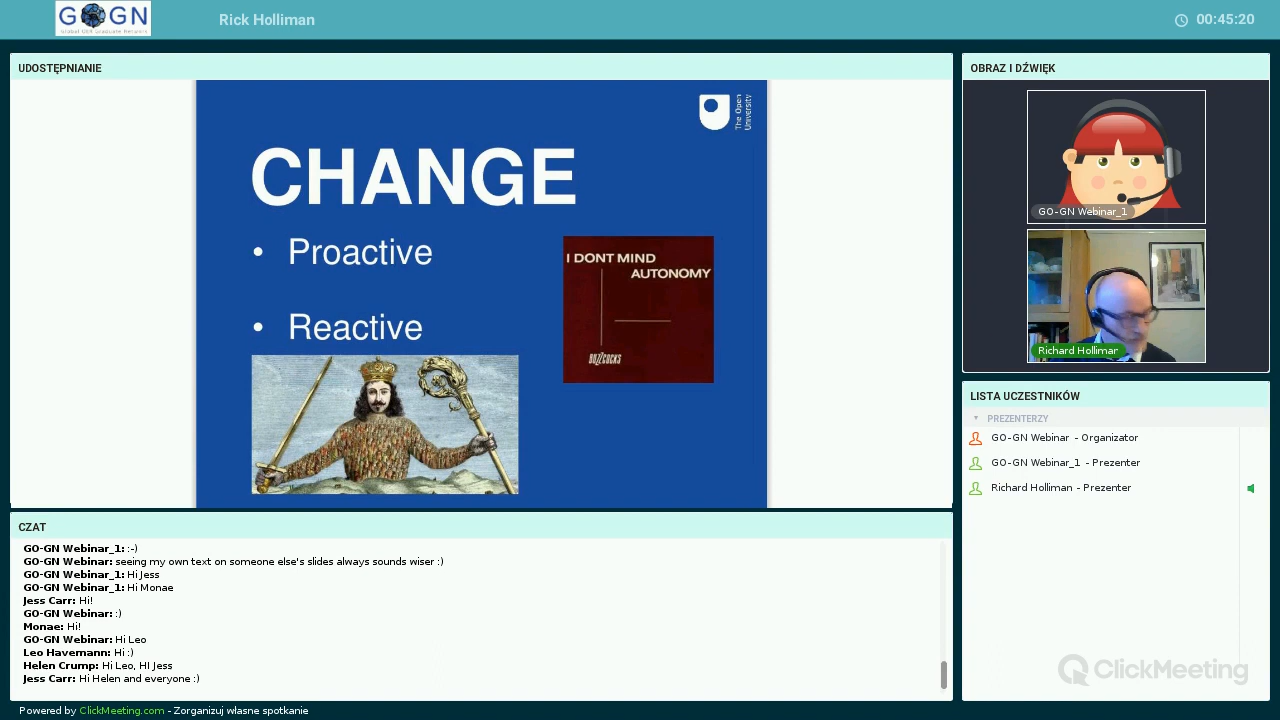 GO GN
Global OER Graduate Network
Rick Holliman
00:45:20
UDOSTĘPNIANIE
The Open
University
CHANGE
• Proactive
• Reactive
I DONT MIND
AUTONOMY
BUZZCOCKS
OBRAZ I DŹWIĘK
GO-GN Webinar_1
Richard Holliman
LISTA UCZESTNIKÓW
PREZENTERZY
GO-GN Webinar - Organizator
GO-GN Webinar_1 - Prezenter
Richard Holliman - Prezenter
CZAT
GO-GN Webinar_1: :-)
GO-GN Webinar: seeing my own text on someone else's slides always sounds wiser :)
GO-GN Webinar_1: Hi Jess
GO-GN Webinar_1: Hi Monae
Jess Carr: Hi!
GO-GN Webinar: :)
Monae: Hi!
GO-GN Webinar: Hi Leo
Leo Havemann: Hi :)
Helen Crump: Hi Leo, HI Jess
Jess Carr: Hi Helen and everyone :)
ClickMeeting
Powered by ClickMeeting.com - Zorganizuj własne spotkanie